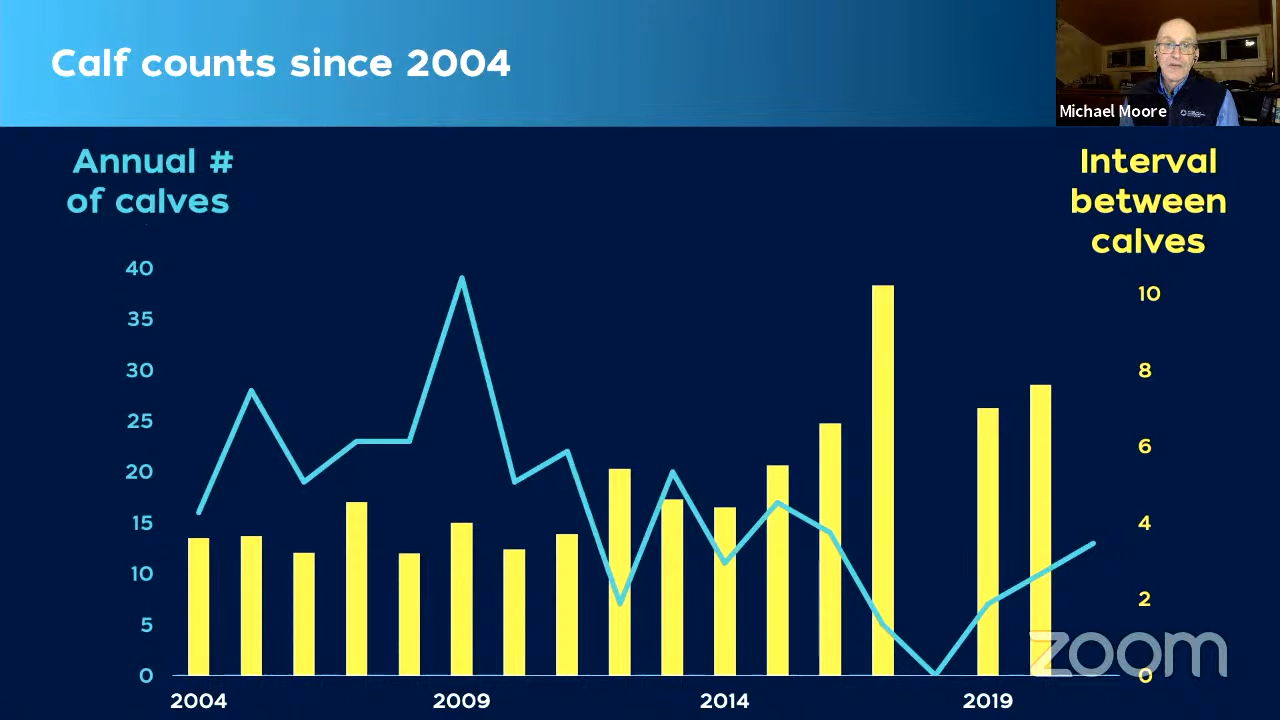 Calf counts since 2004
Michael Moore
Annual #
of calves
Interval
between
calves
40
35
30
25
20
15
10
5
0
10
8
6
4
2
0
2004
2009
2014
2019
zoom